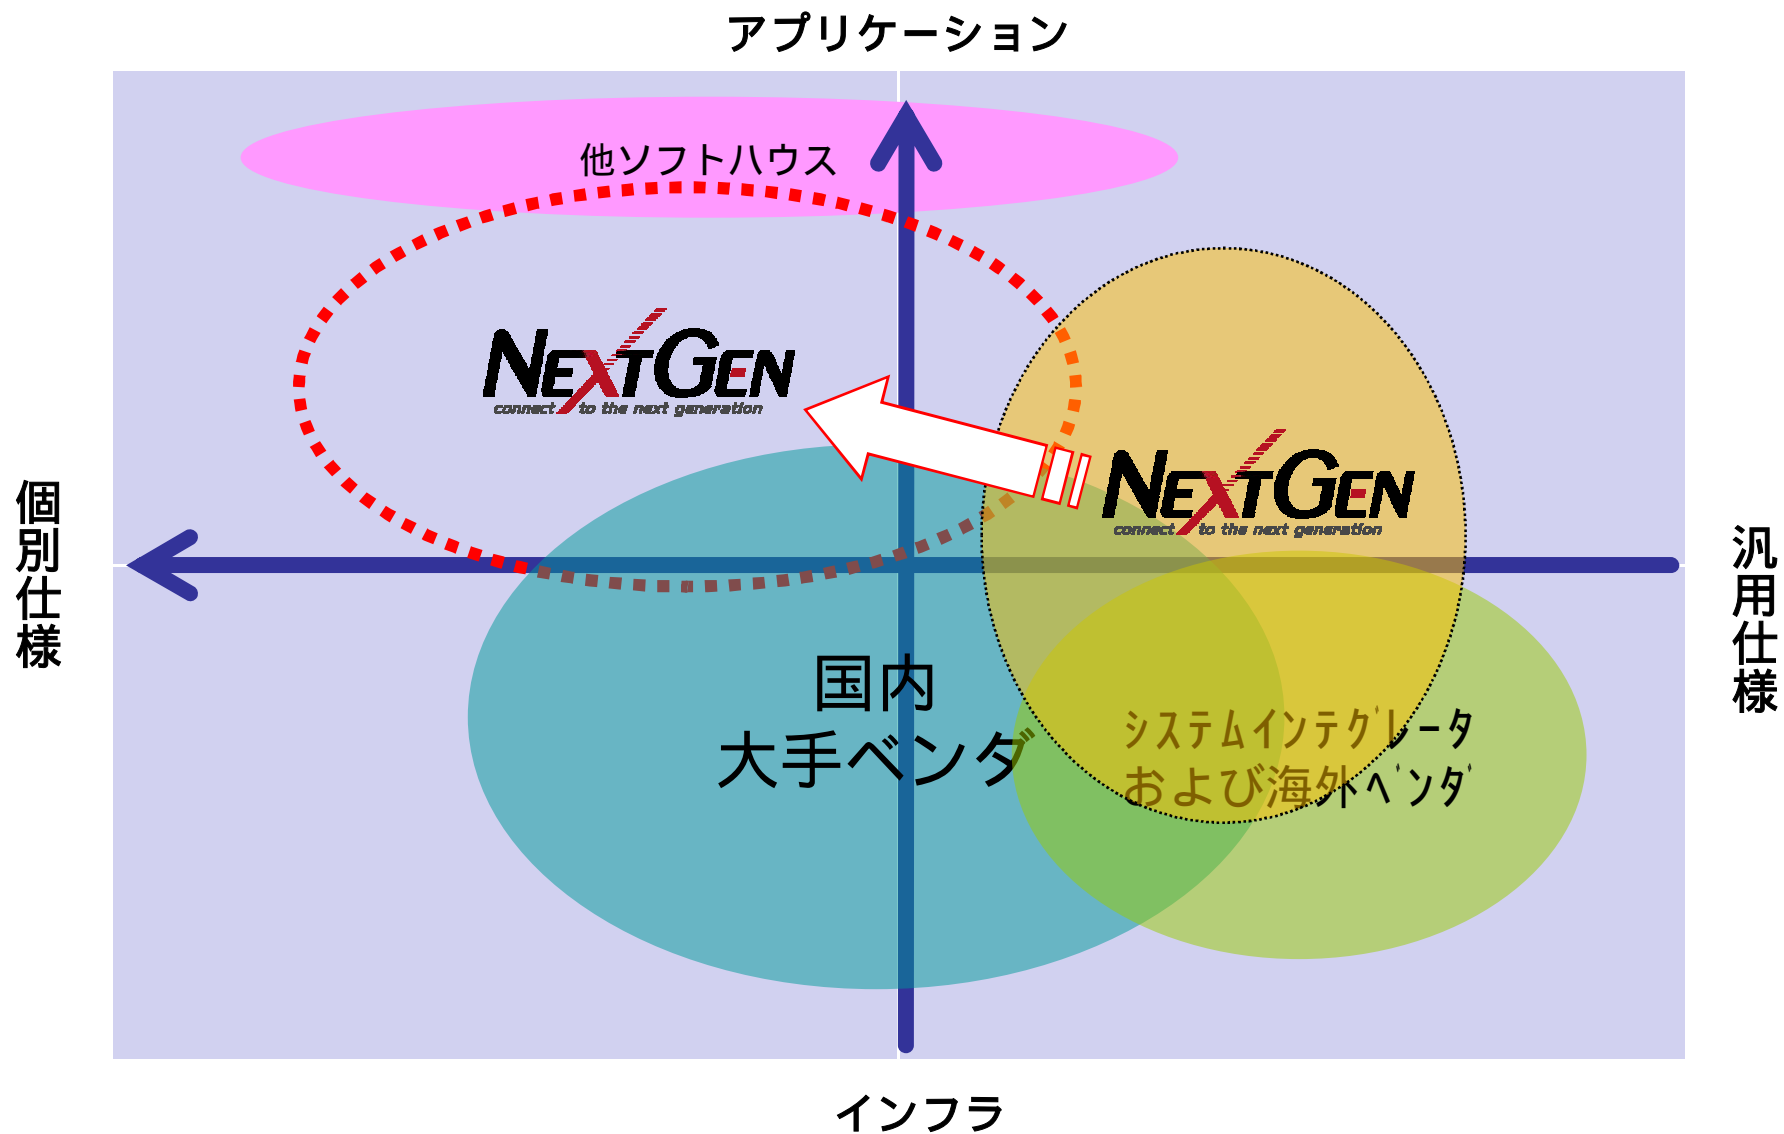 アプリケーション
他ソフトハウス
NEXTGEN
connect to the next generation
NEXTGEN
connect to the next generation
個別仕様
汎用仕様
国内
大手ベンダ
ｼｽﾃﾑｲﾝﾃｸﾞﾚｰﾀ
および海外ﾍﾞﾝﾀﾞ
インフラ